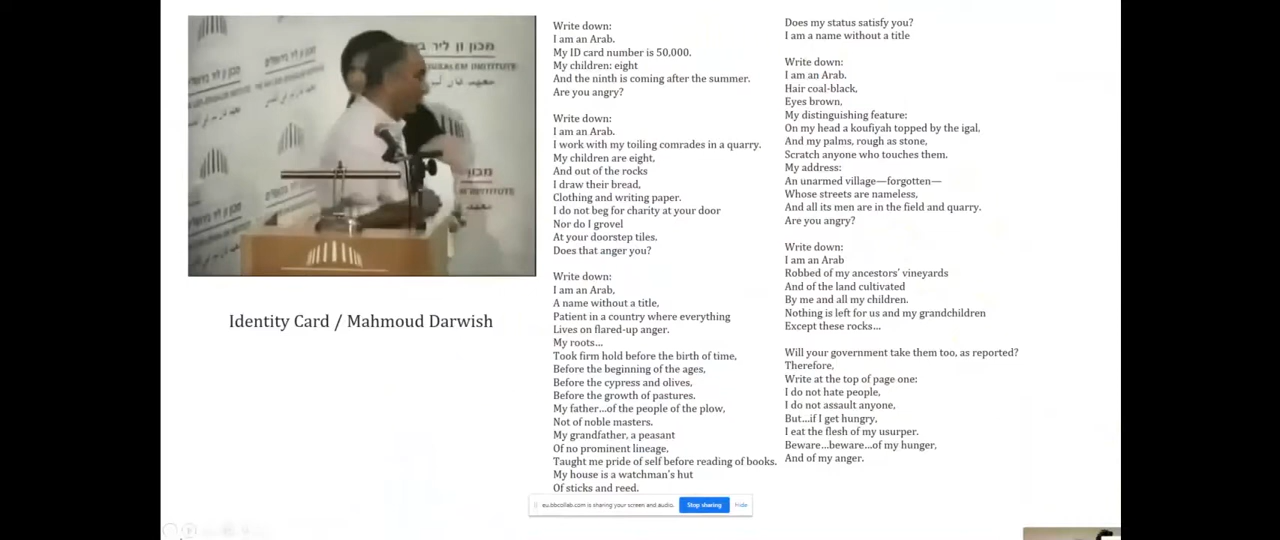 מכון ון ליר בירושלים
JERUSALEM INSTITUTE
Identity Card / Mahmoud Darwish
Write down:
I am an Arab.
My ID card number is 50,000.
My children: eight
And the ninth is coming after the summer.
Are you angry?
Write down:
I am an Arab.
I work with my toiling comrades in a quarry.
My children are eight,
And out of the rocks
I draw their bread,
Clothing and writing paper.
I do not beg for charity at your door
Nor do I grovel
At your doorstep tiles.
Does that anger you?
Write down:
I am an Arab,
A name without a title,
Patient in a country where everything
Lives on flared-up anger.
My roots…
Took firm hold before the birth of time,
Before the beginning of the ages,
Before the cypress and olives,
Before the growth of pastures.
My father…of the people of the plow,
Not of noble masters.
My grandfather, a peasant
Of no prominent lineage,
Taught me pride of self before reading of books.
My house is a watchman's hut
Of sticks and reed.
Does my status satisfy you?
I am a name without a title
Write down:
I am an Arab.
Hair coal-black,
Eyes brown,
My distinguishing feature:
On my head a koufiyah topped by the igal,
And my palms, rough as stone,
Scratch anyone who touches them.
My address:
An unarmed village—forgotten—
Whose streets are nameless,
And all its men are in the field and quarry.
Are you angry?
Write down:
I am an Arab
Robbed of my ancestors' vineyards
And of the land cultivated
By me and all my children.
Nothing is left for us and my grandchildren
Except these rocks…
Will your government take them too, as reported?
Therefore,
Write at the top of page one:
I do not hate people,
I do not assault anyone,
But…if I get hungry,
I eat the flesh of my usurper.
Beware…beware…of my hunger,
And of my anger.
eu.bbcollab.com is sharing your screen and audio.
Stop sharing
Hide